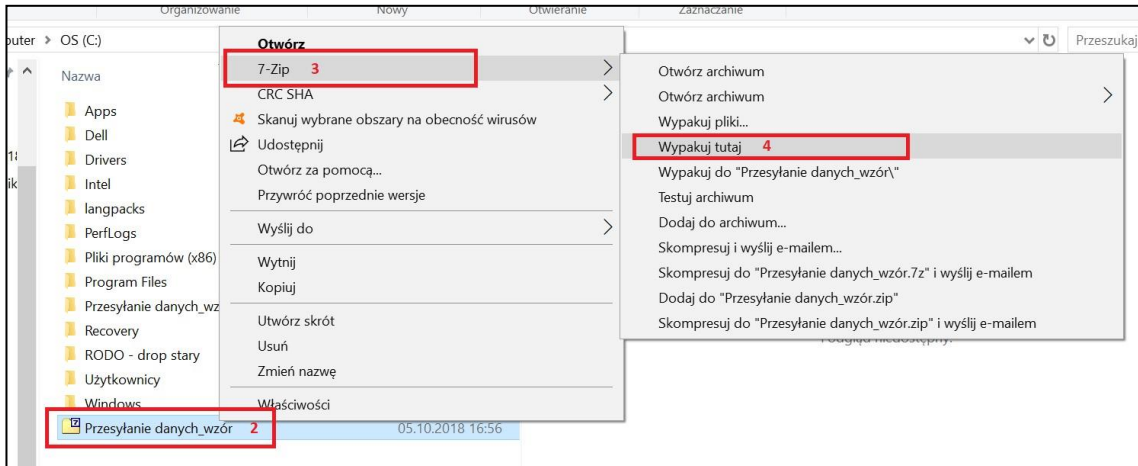 Organizowanie Nowy Otwieranie Zaznaczanie
OS (C:)
Przeszukaj
Nazwa
Apps
Dell
Drivers
Intel
langpacks
PerfLogs
Pliki programów (x86)
Program Files
Przesyłanie danych_wz
Recovery
RODO - drop stary
Użytkownicy
Windows
Przesyłanie danych_wzór 2
05.10.2018 16:56
Otwórz
7-Zip 3
CRC SHA
Skanuj wybrane obszary na obecność wirusów
Udostępnij
Otwórz za pomocą...
Przywróć poprzednie wersje
Wyślij do
Wytnij
Kopiuj
Utwórz skrót
Usuń
Zmień nazwę
Właściwości
Otwórz archiwum
Otwórz archiwum
Wypakuj pliki...
Wypakuj tutaj 4
Wypakuj do "Przesyłanie danych_wzór\"
Testuj archiwum
Dodaj do archiwum...
Skompresuj i wyślij e-mailem...
Skompresuj do "Przesyłanie danych_wzór.7z" i wyślij e-mailem
Dodaj do "Przesyłanie danych_wzór.zip"
Skompresuj do "Przesyłanie danych_wzór.zip" i wyślij e-mailem